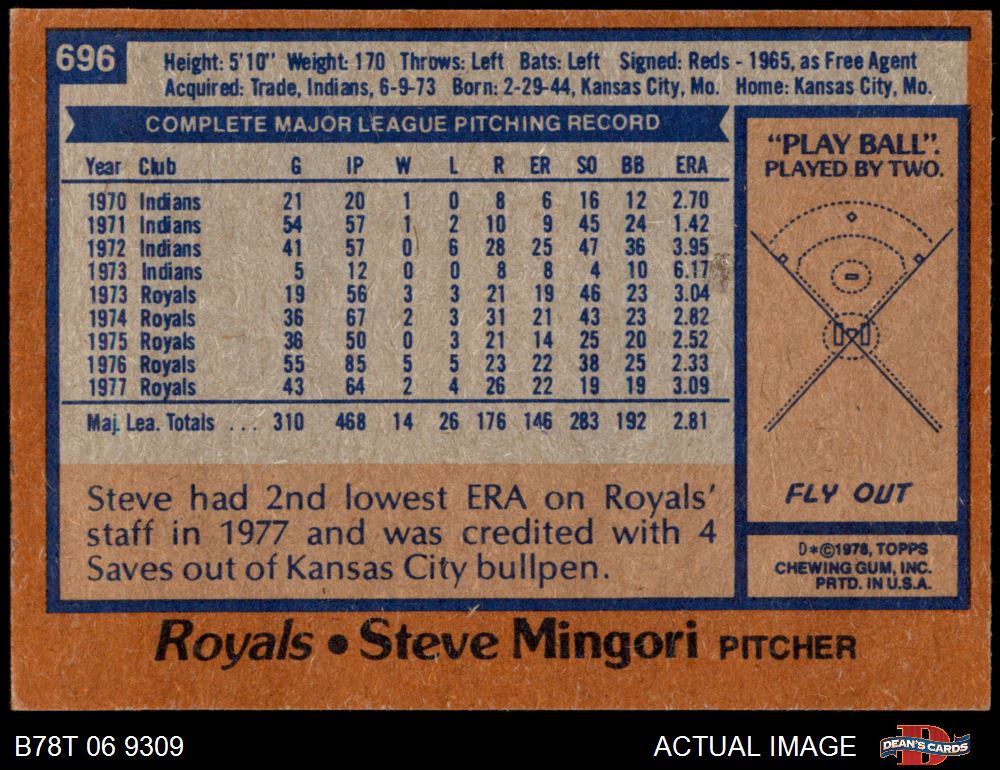 696
Height: 5'10" Weight: 170 Throws: Left Bats: Left Signed: Reds - 1965, as Free Agent
Acquired: Trade, Indians, 6-9-73 Born: 2-29-44, Kansas City, Mo. Home: Kansas City, Mo.
COMPLETE MAJOR LEAGUE PITCHING RECORD
Year Club G IP W L R ER SO BB ERA
1970 Indians 21 20 1 0 8 6 16 12 2.70
1971 Indians 54 57 1 2 10 9 45 24 1.42
1972 Indians 41 57 0 6 28 25 47 36 3.95
1973 Indians 5 12 0 0 8 8 4 10 6.17
1973 Royals 19 56 3 3 21 19 46 23 3.04
1974 Royals 36 67 2 3 31 21 43 23 2.82
1975 Royals 36 50 0 3 21 14 25 20 2.52
1976 Royals 55 85 5 5 23 22 38 25 2.33
1977 Royals 43 64 2 4 26 22 19 19 3.09
Maj. Lea. Totals ... 310 468 14 26 176 146 283 192 2.81
Steve had 2nd lowest ERA on Royals'
staff in 1977 and was credited with 4
Saves out of Kansas City bullpen.
"PLAY BALL".
PLAYED BY TWO.
FLY OUT
D*©1978, TOPPS
CHEWING GUM, INC.
PRTD. IN U.S.A.
Royals • Steve Mingori PITCHER
B78T 06 9309
ACTUAL IMAGE
D
DEAN'S CARDS